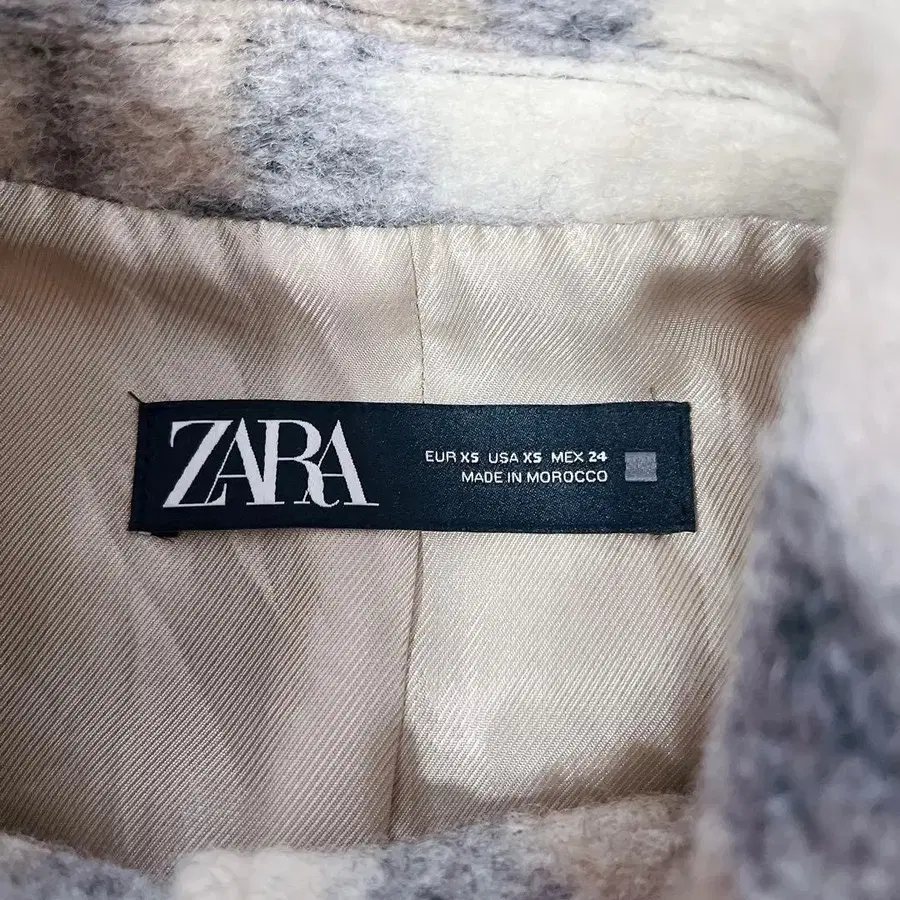 ZARA
EUR XS USA XS MEX 24
MADE IN MOROCCO